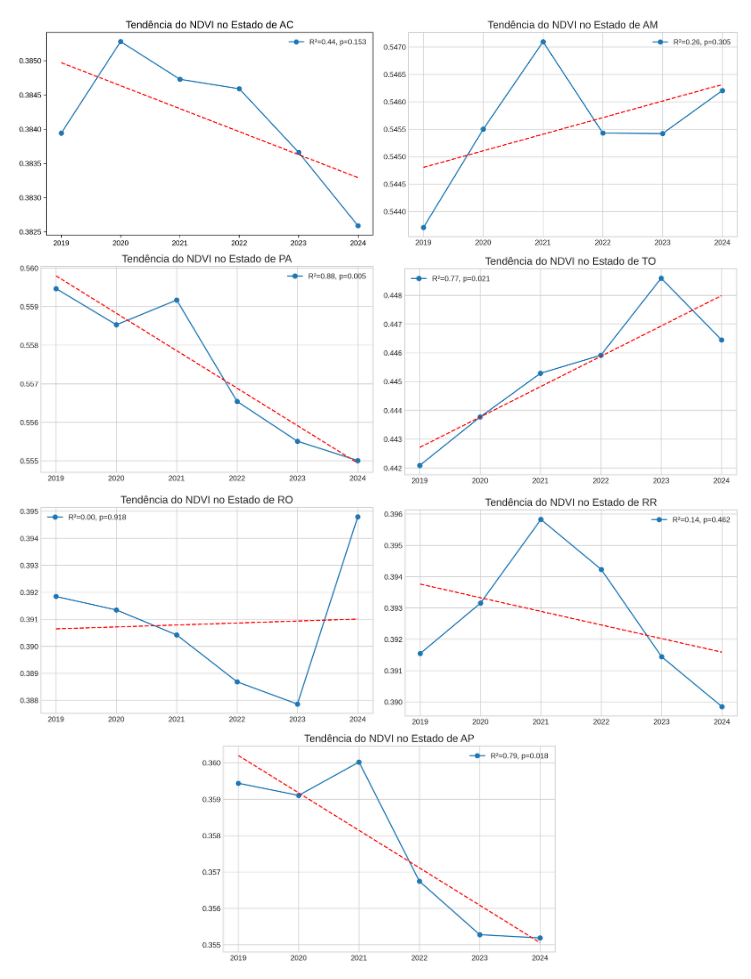 Tendência do NDVI no Estado de AC
R²=0.44, p=0.153
0.3850
0.3845
0.3840
0.3835
0.3830
0.3825
2019 2020 2021 2022 2023 2024
Tendência do NDVI no Estado de AM
R²=0.26, p=0.305
0.5470
0.5465
0.5460
0.5455
0.5450
0.5445
0.5440
2019 2020 2021 2022 2023 2024
Tendência do NDVI no Estado de PA
R²=0.88, p=0.005
0.560
0.559
0.558
0.557
0.556
0.555
2019 2020 2021 2022 2023 2024
Tendência do NDVI no Estado de TO
R²=0.77, p=0.021
0.448
0.447
0.446
0.445
0.444
0.443
0.442
2019 2020 2021 2022 2023 2024
Tendência do NDVI no Estado de RO
R²=0.00, p=0.918
0.395
0.394
0.393
0.392
0.391
0.390
0.389
0.388
2019 2020 2021 2022 2023 2024
Tendência do NDVI no Estado de RR
R²=0.14, p=0.462
0.396
0.395
0.394
0.393
0.392
0.391
0.390
2019 2020 2021 2022 2023 2024
Tendência do NDVI no Estado de AP
R²=0.79, p=0.018
0.360
0.359
0.358
0.357
0.356
0.355
2019 2020 2021 2022 2023 2024